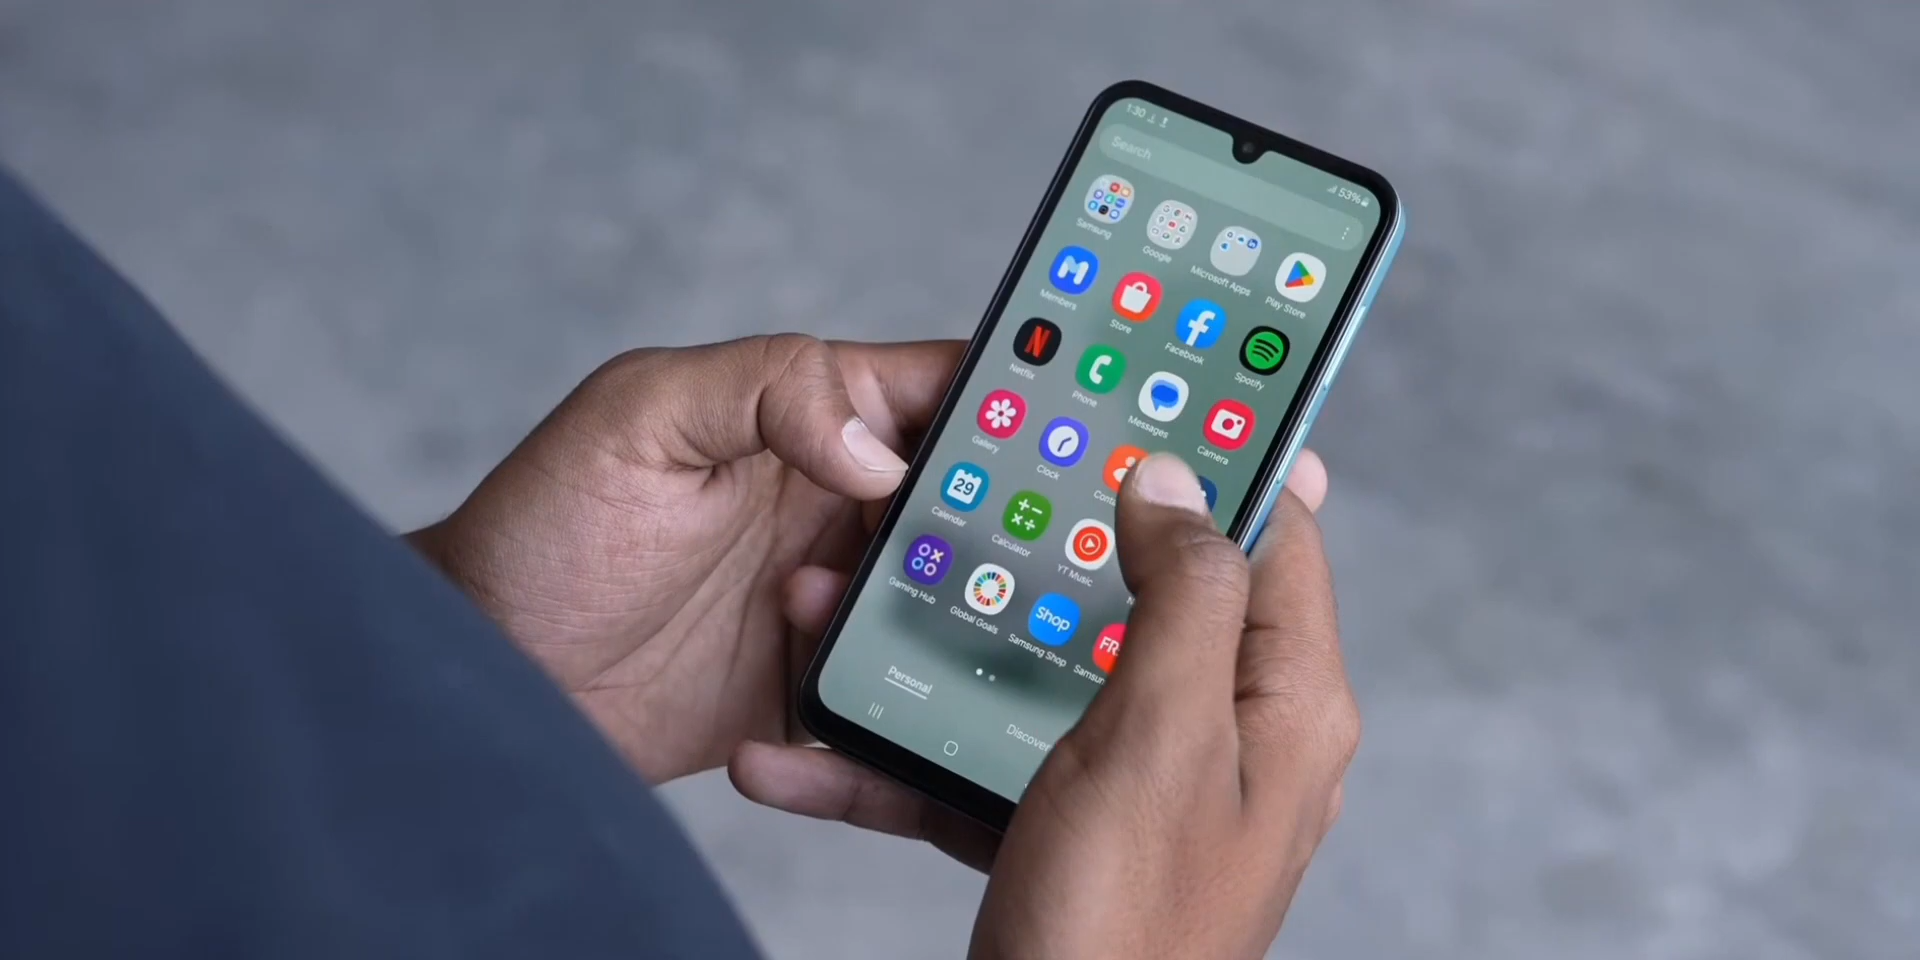 1:30
53%
Search
Samsung
Google
Microsoft Apps
Play Store
Members
Store
Facebook
Spotify
N
Netflix
Phone
Messages
Camera
Gallery
Clock
29
Calendar
Calculator
YT Music
Gaming Hub
Global Goals
Shop
Samsung Shop
Personal